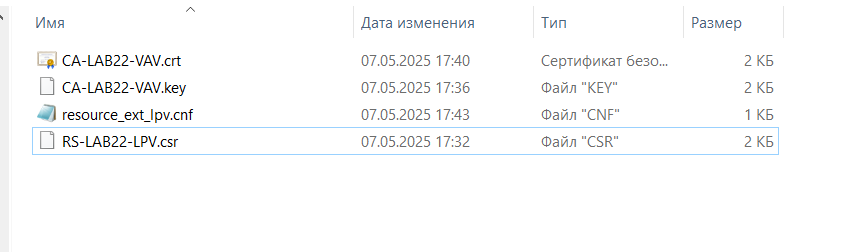 Имя Дата изменения Тип Размер
CA-LAB22-VAV.crt 07.05.2025 17:40 Сертификат безо... 2 КБ
CA-LAB22-VAV.key 07.05.2025 17:36 Файл "KEY" 2 КБ
resource_ext_lpv.cnf 07.05.2025 17:43 Файл "CNF" 1 КБ
RS-LAB22-LPV.csr 07.05.2025 17:32 Файл "CSR" 2 КБ